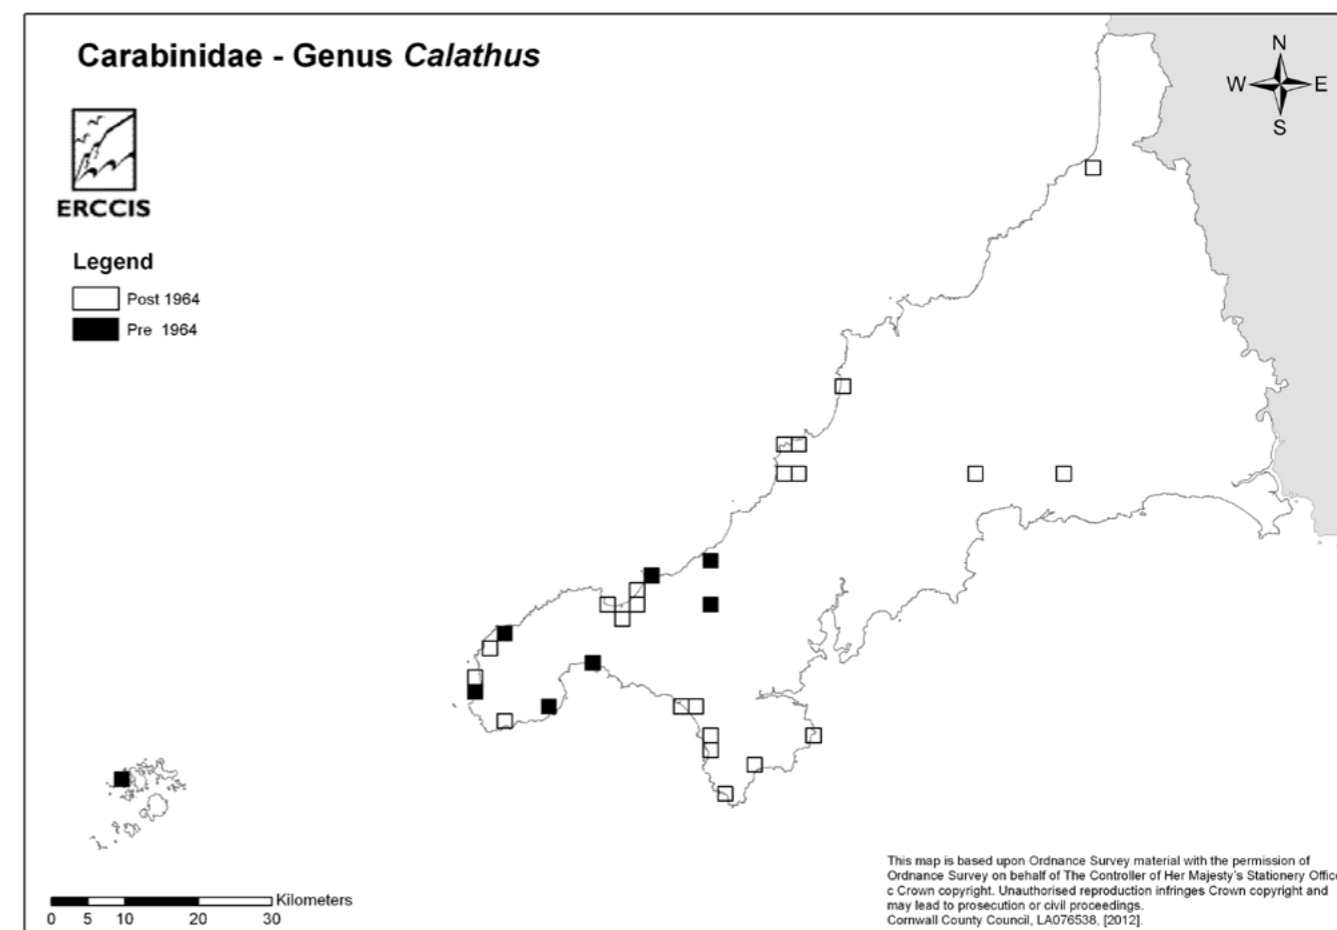 Carabinidae - Genus Calathus
N
W E
S
ERCCIS
Legend
Post 1964
Pre 1964
This map is based upon Ordnance Survey material with the permission of
Ordnance Survey on behalf of The Controller of Her Majesty's Stationery Office
c Crown copyright. Unauthorised reproduction infringes Crown copyright and
may lead to prosecution or civil proceedings.
Cornwall County Council, LA076538, [2012].
Kilometers
0 5 10 20 30